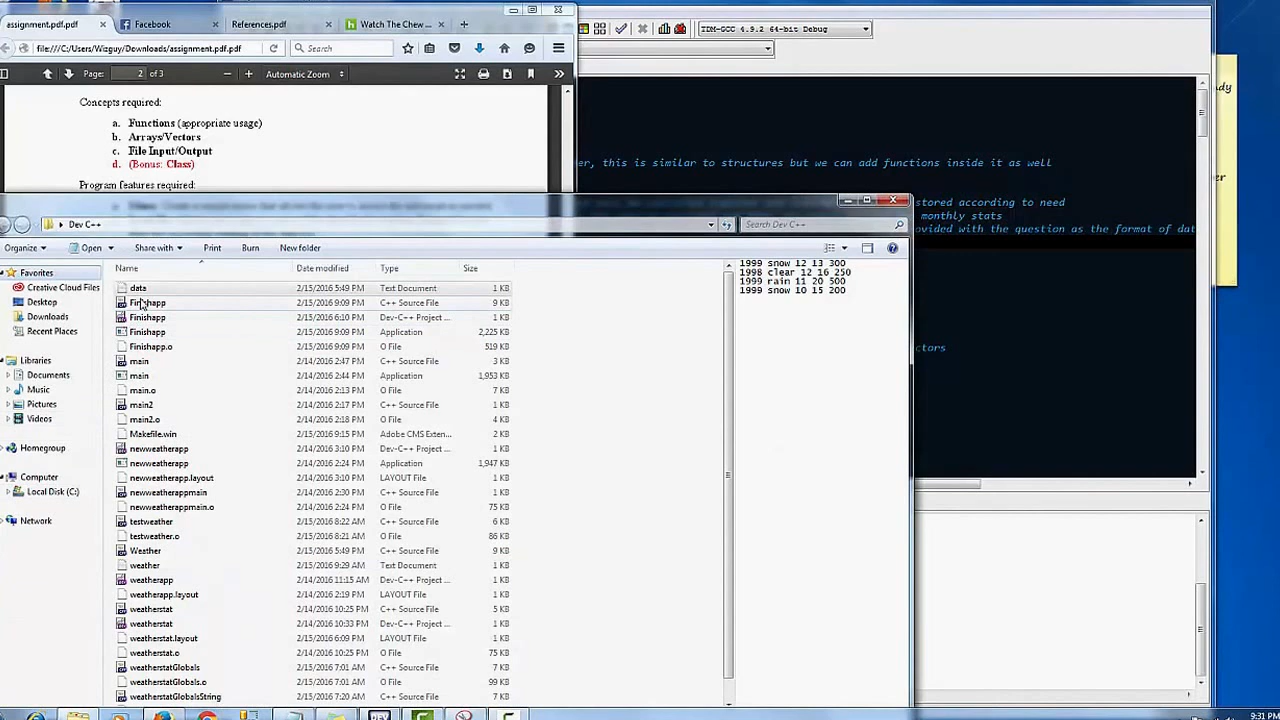 assignment.pdf.pdf × Facebook × References.pdf × Watch The Chew ... × +
TDM-GCC 4.9.2 64-bit Debug
file:///C:/Users/Wizguy/Downloads/assignment.pdf.pdf Search
Page: 2 of 3 − + Automatic Zoom
Concepts required:
a. Functions (appropriate usage)
b. Arrays/Vectors
c. File Input/Output
d. (Bonus: Class)
er, this is similar to structures but we can add functions inside it as well
Program features required:
stored according to need
monthly stats
ovided with the question as the format of dat
Dev C++ Search Dev C++
Organize Open Share with Print Burn New folder
Name Date modified Type Size
Favorites
Creative Cloud Files
Desktop
Downloads
Recent Places
Libraries
Documents
Music
Pictures
Videos
Homegroup
Computer
Local Disk (C:)
Network
data 2/15/2016 5:49 PM Text Document 1 KB
Finishapp 2/15/2016 9:09 PM C++ Source File 9 KB
Finishapp 2/15/2016 6:10 PM Dev-C++ Project ... 1 KB
Finishapp 2/15/2016 9:09 PM Application 2,225 KB
Finishapp.o 2/15/2016 9:09 PM O File 519 KB
main 2/14/2016 2:47 PM C++ Source File 3 KB
main 2/14/2016 2:44 PM Application 1,953 KB
main.o 2/14/2016 2:13 PM O File 7 KB
main2 2/14/2016 2:17 PM C++ Source File 1 KB
main2.o 2/14/2016 2:18 PM O File 4 KB
Makefile.win 2/15/2016 9:15 PM Adobe CMS Exten... 2 KB
newweatherapp 2/14/2016 3:10 PM Dev-C++ Project ... 1 KB
newweatherapp 2/14/2016 2:24 PM Application 1,947 KB
newweatherapp.layout 2/14/2016 3:10 PM LAYOUT File 1 KB
newweatherappmain 2/14/2016 2:30 PM C++ Source File 1 KB
newweatherappmain.o 2/14/2016 2:24 PM O File 75 KB
testweather 2/15/2016 8:22 AM C++ Source File 6 KB
testweather.o 2/15/2016 8:21 AM O File 86 KB
Weather 2/15/2016 5:49 PM C++ Source File 9 KB
weather 2/15/2016 9:29 AM Text Document 1 KB
weatherapp 2/14/2016 11:15 AM Dev-C++ Project ... 1 KB
weatherapp.layout 2/14/2016 2:19 PM LAYOUT File 1 KB
weatherstat 2/14/2016 10:25 PM C++ Source File 5 KB
weatherstat 2/14/2016 10:33 PM Dev-C++ Project ... 1 KB
weatherstat.layout 2/15/2016 6:09 PM LAYOUT File 1 KB
weatherstat.o 2/14/2016 10:25 PM O File 75 KB
weatherstatGlobals 2/15/2016 7:01 AM C++ Source File 7 KB
weatherstatGlobals.o 2/15/2016 7:01 AM O File 99 KB
weatherstatGlobalsString 2/15/2016 7:20 AM C++ Source File 7 KB
1999 snow 12 13 300
1998 clear 12 16 250
1999 rain 11 20 500
1999 snow 10 15 200
ctors
dy
er
9:31 PM